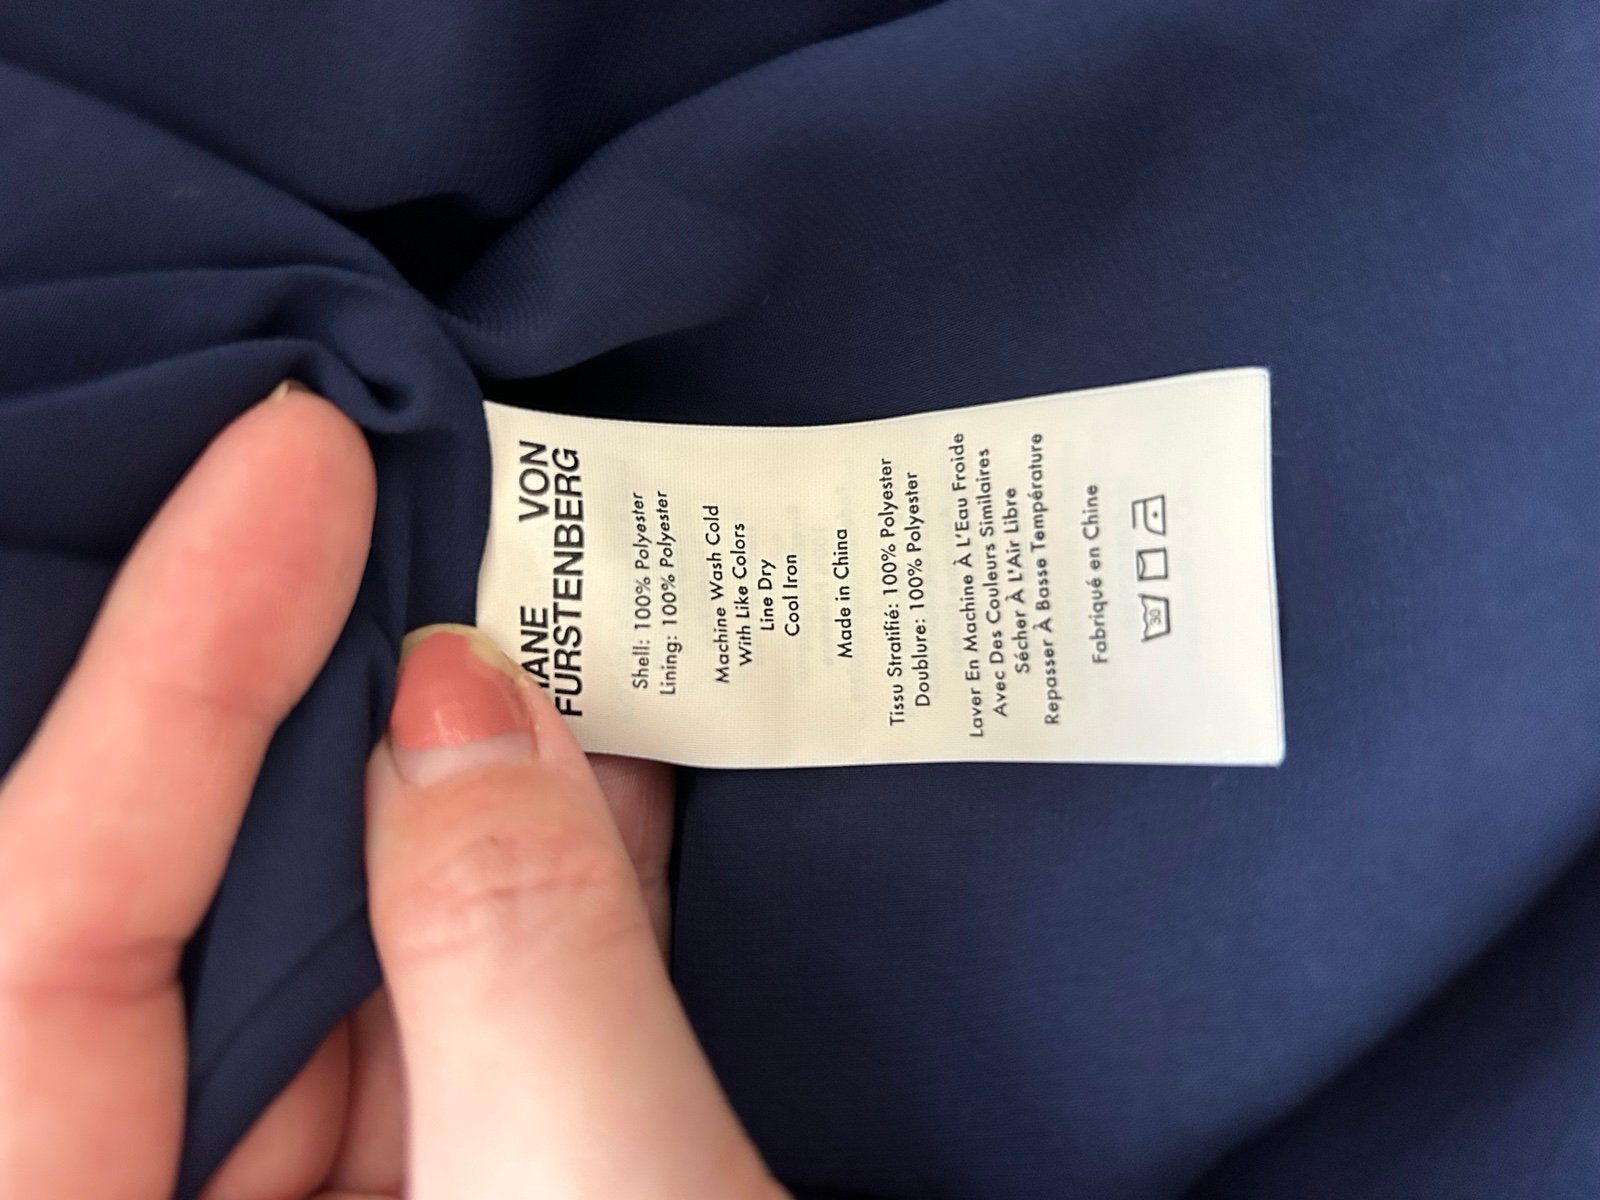 IANE VON
FURSTENBERG
Shell: 100% Polyester
Lining: 100% Polyester
Machine Wash Cold
With Like Colors
Line Dry
Cool Iron
Made in China
Tissu Stratifié: 100% Polyester
Doublure: 100% Polyester
Laver En Machine À L'Eau Froide
Avec Des Couleurs Similaires
Sécher À L'Air Libre
Repasser À Basse Température
Fabriqué en Chine
30